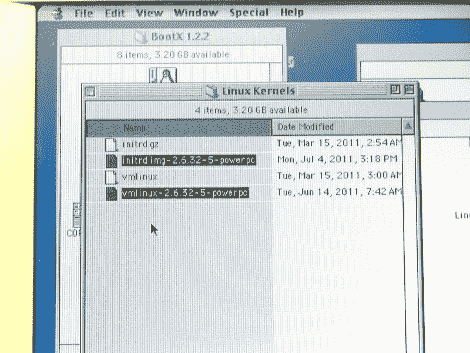 File Edit View Window Special Help
BootX 1.2.2
8 items, 3.20 GB available
Linux Kernels
4 items, 3.20 GB available
Name Date Modified
initrd.gz Tue, Mar 15, 2011, 2:54 AM
initrd.img-2.6.32-5-powerpc Mon, Jul 4, 2011, 3:18 PM
vmlinux Tue, Mar 15, 2011, 3:00 AM
vmlinux-2.6.32-5-powerpc Tue, Jun 14, 2011, 7:42 AM